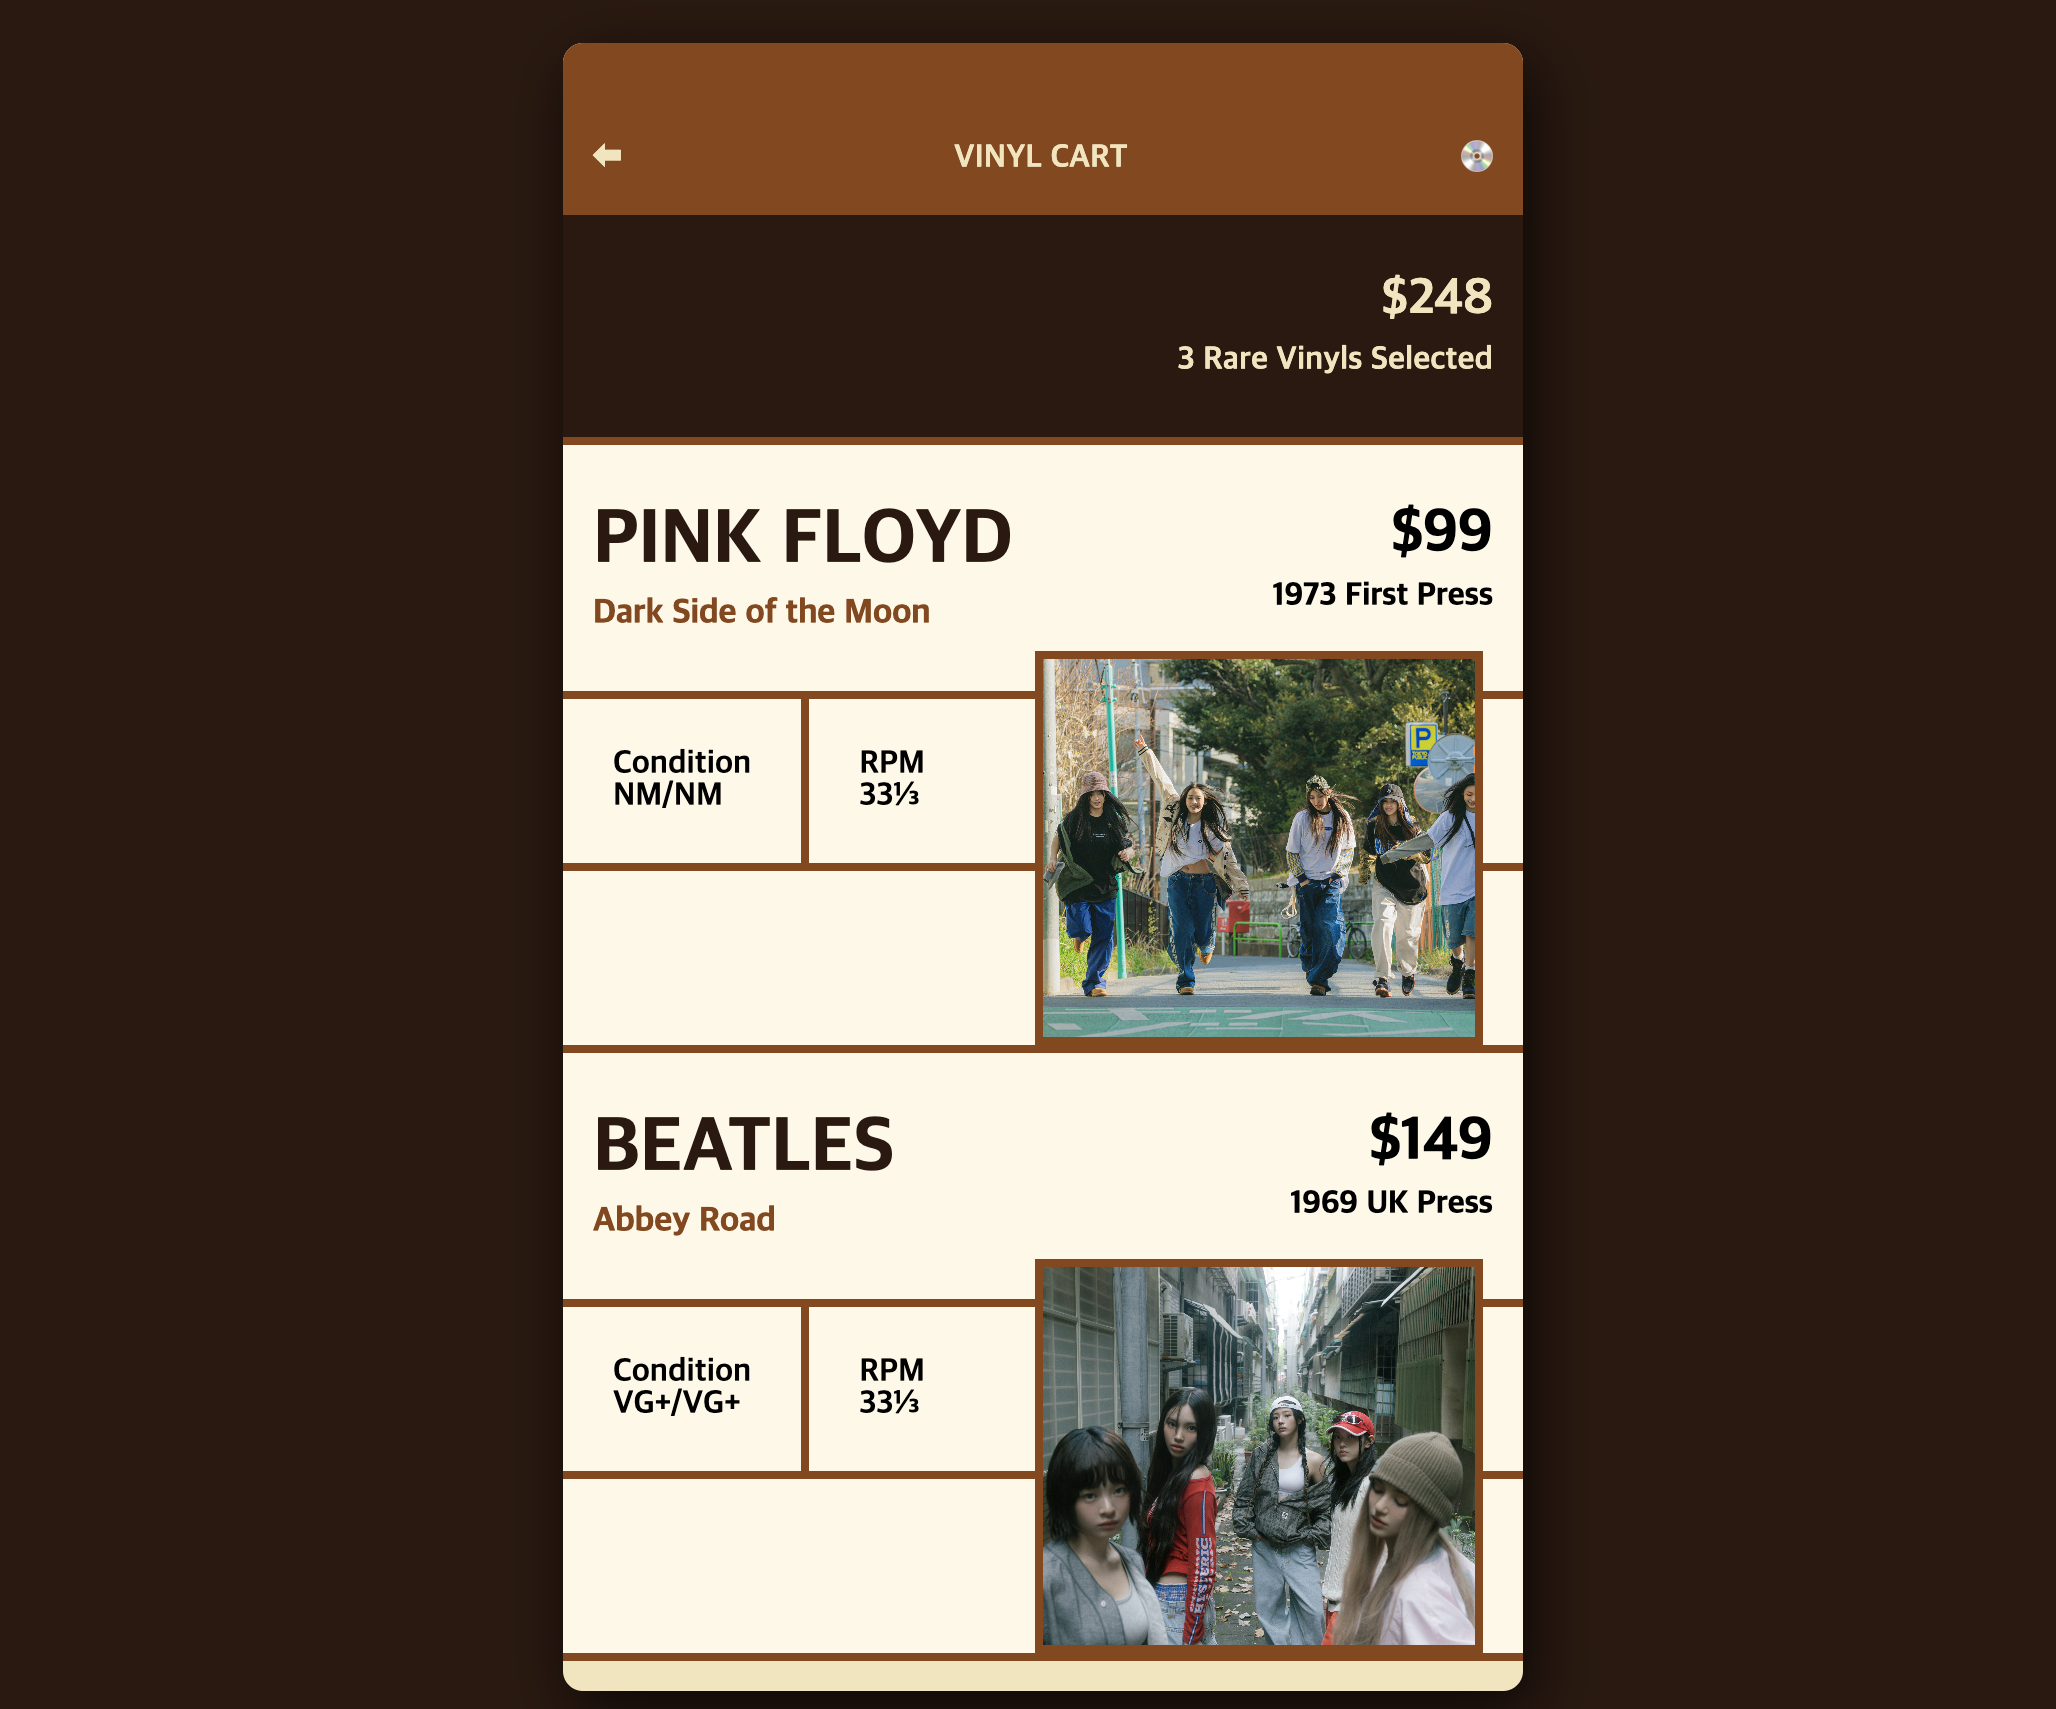 VINYL CART
$248
3 Rare Vinyls Selected
PINK FLOYD
$99
Dark Side of the Moon
1973 First Press
Condition
NM/NM
RPM
33⅓
P
BEATLES
$149
Abbey Road
1969 UK Press
Condition
VG+/VG+
RPM
33⅓
HYSTERIC